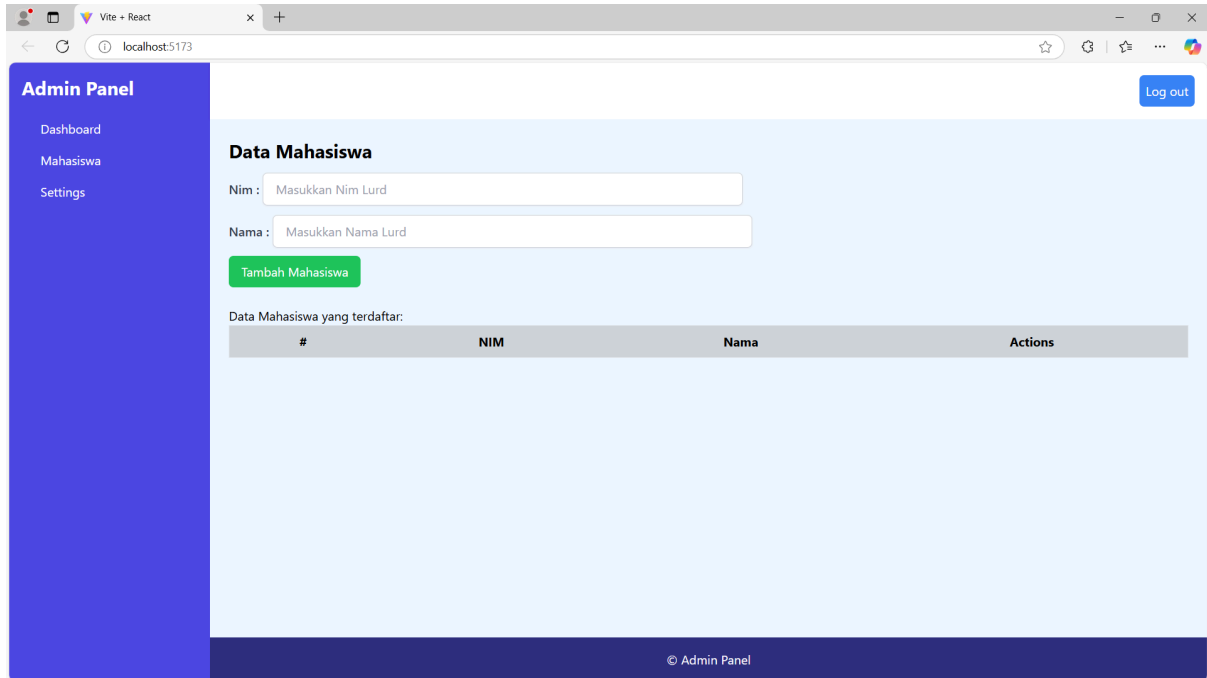 Vite + React
localhost:5173
Admin Panel
Log out
Dashboard
Mahasiswa
Settings
Data Mahasiswa
Nim : Masukkan Nim Lurd
Nama : Masukkan Nama Lurd
Tambah Mahasiswa
Data Mahasiswa yang terdaftar:
# NIM Nama Actions
© Admin Panel